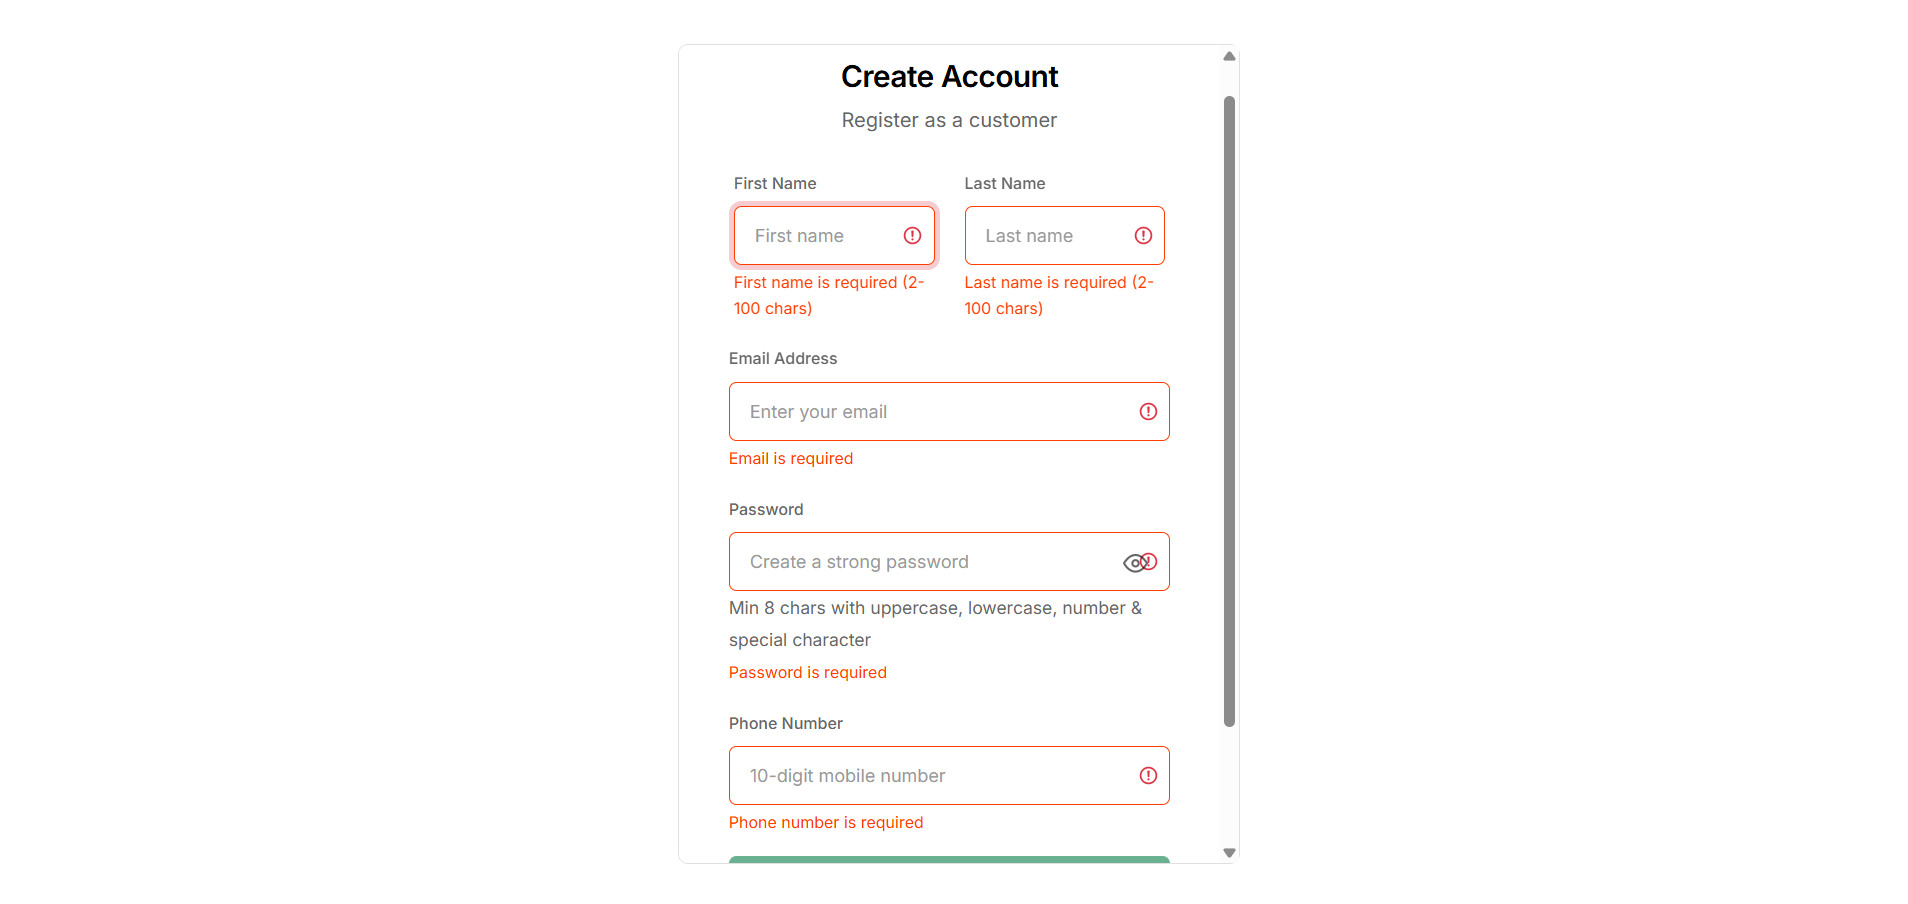 Create Account
Register as a customer
First Name
Last Name
First name
Last name
First name is required (2-
100 chars)
Last name is required (2-
100 chars)
Email Address
Enter your email
Email is required
Password
Create a strong password
Min 8 chars with uppercase, lowercase, number &
special character
Password is required
Phone Number
10-digit mobile number
Phone number is required